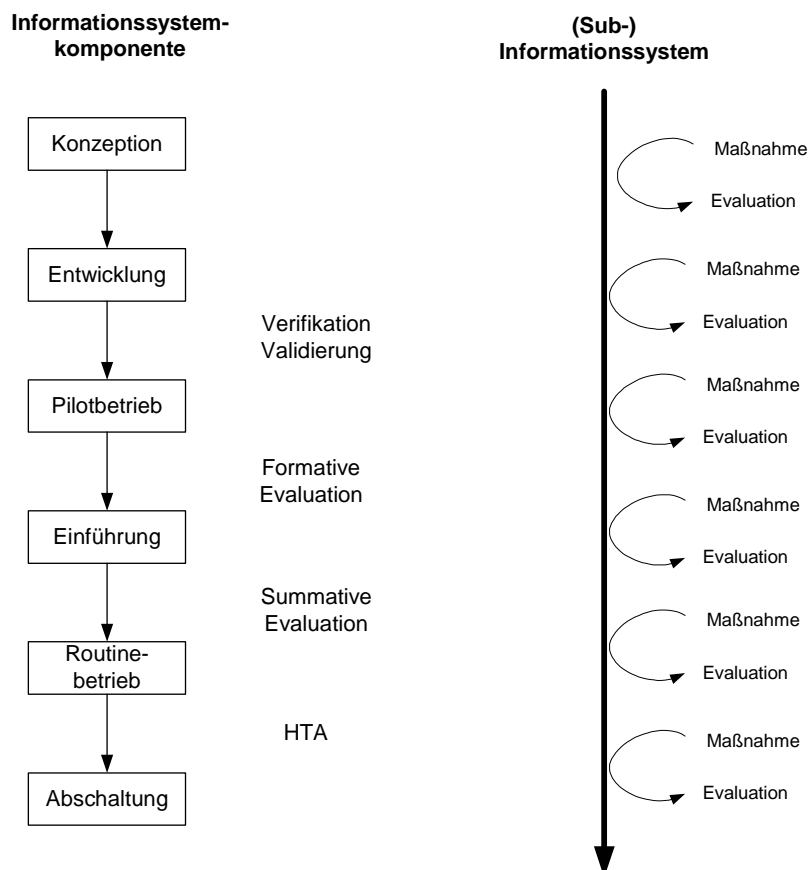 Informationssystem-
komponente
Konzeption
Entwicklung
Verifikation
Validierung
Pilotbetrieb
Formative
Evaluation
Einführung
Summative
Evaluation
Routine-
betrieb
HTA
Abschaltung
(Sub-)
Informationssystem
Maßnahme
Evaluation
Maßnahme
Evaluation
Maßnahme
Evaluation
Maßnahme
Evaluation
Maßnahme
Evaluation
Maßnahme
Evaluation